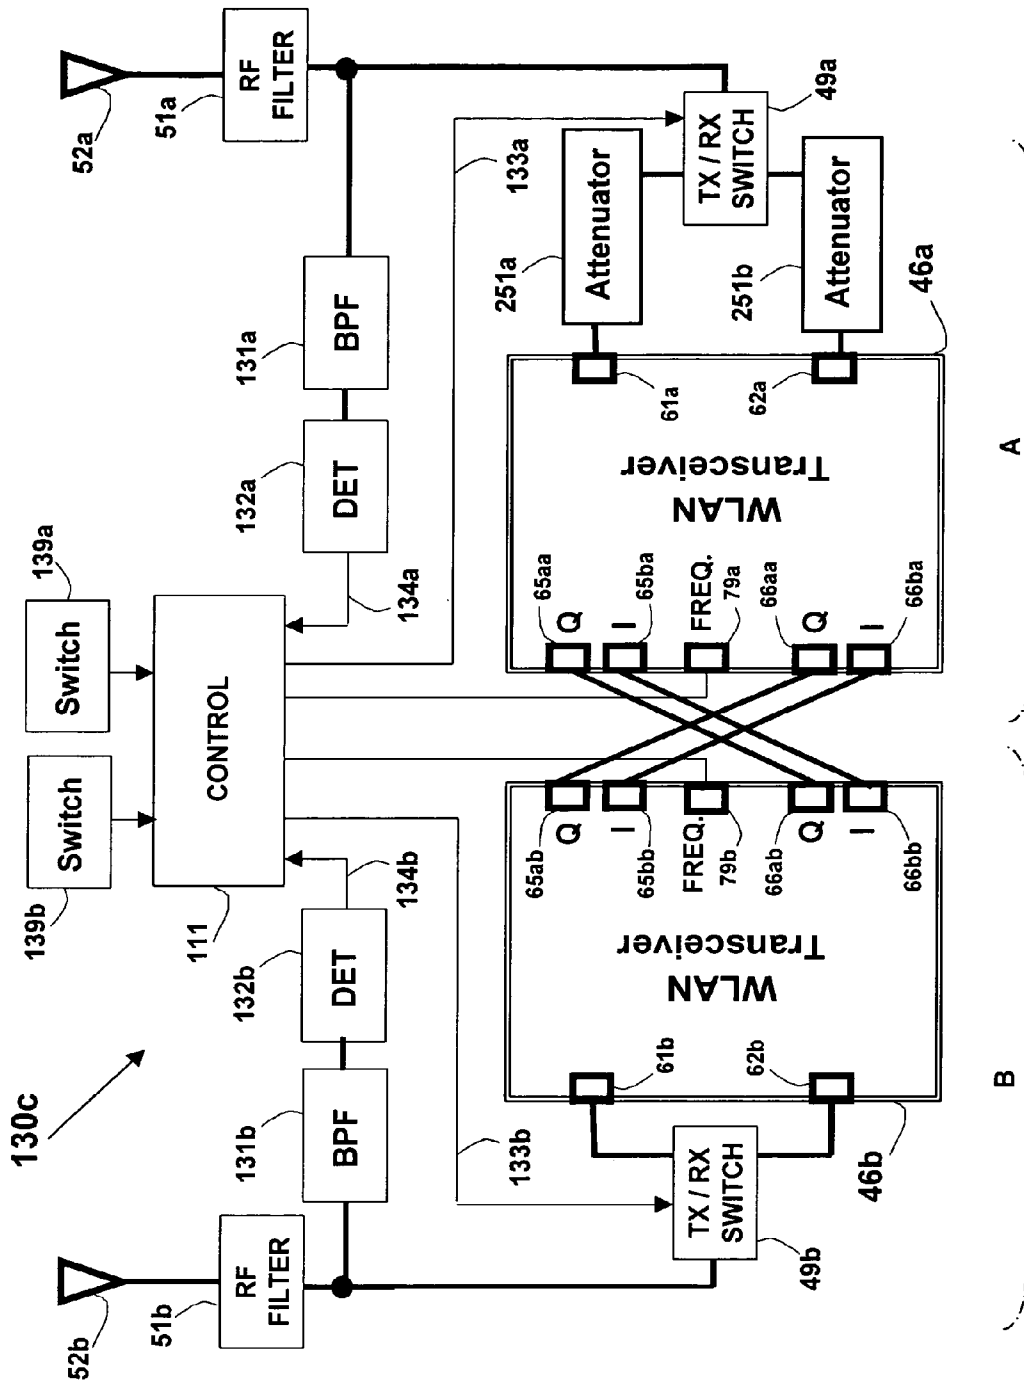 130c
52b
51b
RF
FILTER
131b
BPF
132b
DET
134b
133b
139b
Switch
139a
Switch
111
CONTROL
134a
132a
DET
131a
BPF
133a
52a
51a
RF
FILTER
49b
TX / RX
SWITCH
46b
61b
62b
WLAN
Transceiver
65ab
Q
65bb
I
FREQ.
79b
66ab
Q
66bb
I
65aa
Q
65ba
I
FREQ.
79a
66aa
Q
66ba
I
WLAN
Transceiver
61a
62a
46a
251a
Attenuator
251b
Attenuator
TX / RX
SWITCH
49a
B
A